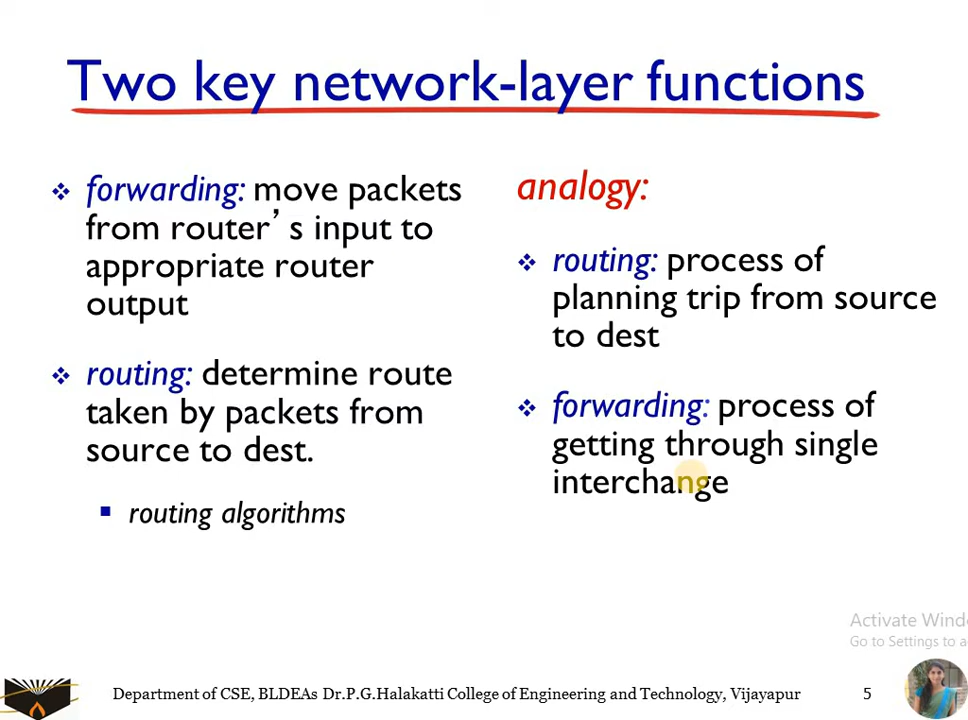 Two key network-layer functions
❖ forwarding: move packets
from router’ s input to
appropriate router
output
❖ routing: determine route
taken by packets from
source to dest.
▪ routing algorithms
analogy:
❖ routing: process of
planning trip from source
to dest
❖ forwarding: process of
getting through single
interchange
Activate Wind
Go to Settings to a
Department of CSE, BLDEAs Dr.P.G.Halakatti College of Engineering and Technology, Vijayapur
5